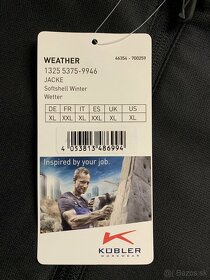 WEATHER
46354 - 700259
1325 5375-9946
JACKE
Softshell Winter
Wetter
DE FR IT ES UK US
XL XXL XXL XL XL XL
4 053813 486994
Inspired by your job.
KÜBLER
WORKWEAR
© Bazos.sk